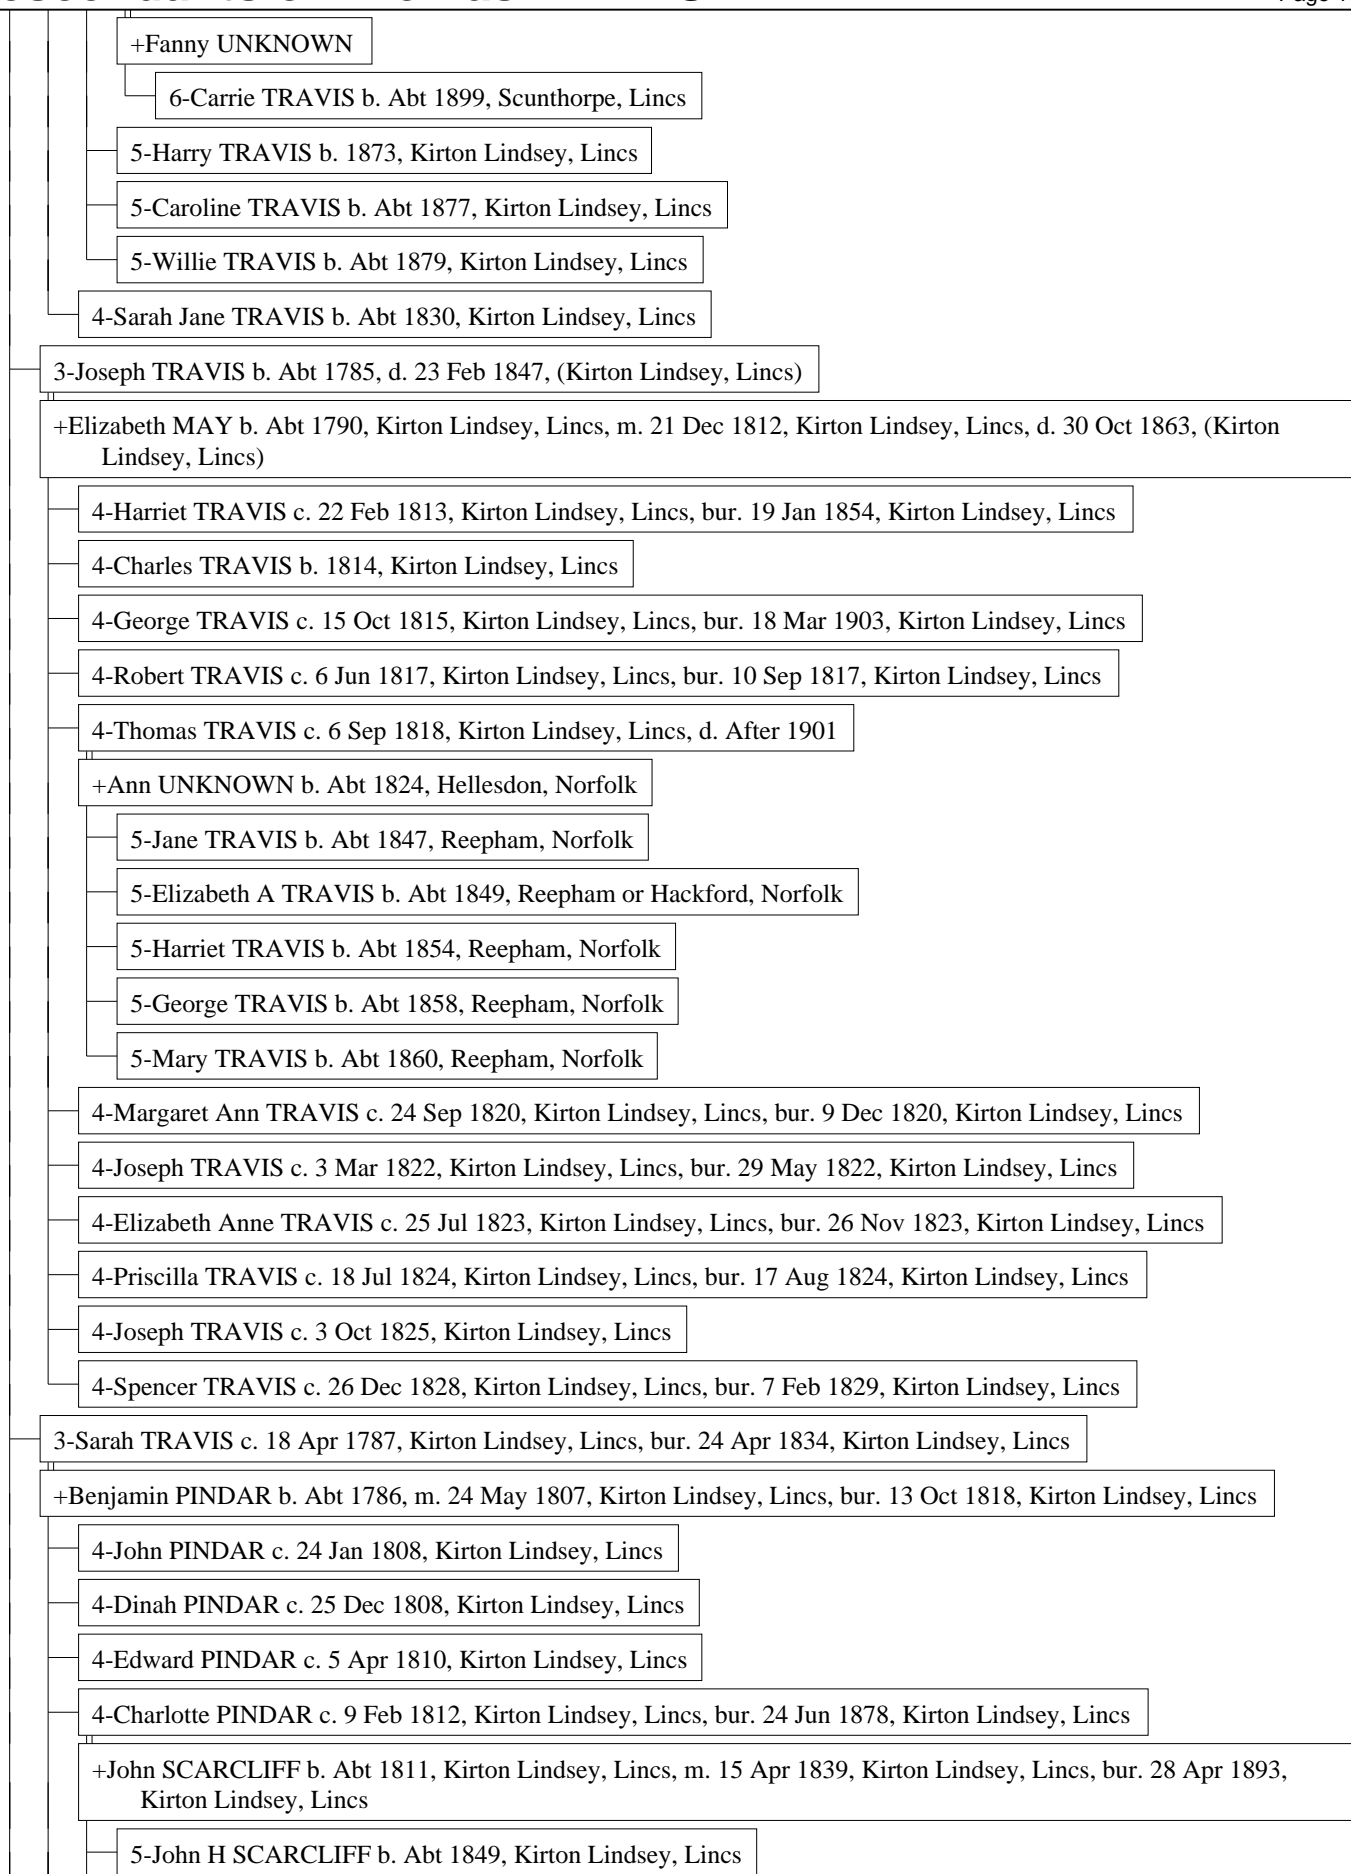 +Fanny UNKNOWN
6-Carrie TRAVIS b. Abt 1899, Scunthorpe, Lincs
5-Harry TRAVIS b. 1873, Kirton Lindsey, Lincs
5-Caroline TRAVIS b. Abt 1877, Kirton Lindsey, Lincs
5-Willie TRAVIS b. Abt 1879, Kirton Lindsey, Lincs
4-Sarah Jane TRAVIS b. Abt 1830, Kirton Lindsey, Lincs
3-Joseph TRAVIS b. Abt 1785, d. 23 Feb 1847, (Kirton Lindsey, Lincs)
+Elizabeth MAY b. Abt 1790, Kirton Lindsey, Lincs, m. 21 Dec 1812, Kirton Lindsey, Lincs, d. 30 Oct 1863, (Kirton
Lindsey, Lincs)
4-Harriet TRAVIS c. 22 Feb 1813, Kirton Lindsey, Lincs, bur. 19 Jan 1854, Kirton Lindsey, Lincs
4-Charles TRAVIS b. 1814, Kirton Lindsey, Lincs
4-George TRAVIS c. 15 Oct 1815, Kirton Lindsey, Lincs, bur. 18 Mar 1903, Kirton Lindsey, Lincs
4-Robert TRAVIS c. 6 Jun 1817, Kirton Lindsey, Lincs, bur. 10 Sep 1817, Kirton Lindsey, Lincs
4-Thomas TRAVIS c. 6 Sep 1818, Kirton Lindsey, Lincs, d. After 1901
+Ann UNKNOWN b. Abt 1824, Hellesdon, Norfolk
5-Jane TRAVIS b. Abt 1847, Reepham, Norfolk
5-Elizabeth A TRAVIS b. Abt 1849, Reepham or Hackford, Norfolk
5-Harriet TRAVIS b. Abt 1854, Reepham, Norfolk
5-George TRAVIS b. Abt 1858, Reepham, Norfolk
5-Mary TRAVIS b. Abt 1860, Reepham, Norfolk
4-Margaret Ann TRAVIS c. 24 Sep 1820, Kirton Lindsey, Lincs, bur. 9 Dec 1820, Kirton Lindsey, Lincs
4-Joseph TRAVIS c. 3 Mar 1822, Kirton Lindsey, Lincs, bur. 29 May 1822, Kirton Lindsey, Lincs
4-Elizabeth Anne TRAVIS c. 25 Jul 1823, Kirton Lindsey, Lincs, bur. 26 Nov 1823, Kirton Lindsey, Lincs
4-Priscilla TRAVIS c. 18 Jul 1824, Kirton Lindsey, Lincs, bur. 17 Aug 1824, Kirton Lindsey, Lincs
4-Joseph TRAVIS c. 3 Oct 1825, Kirton Lindsey, Lincs
4-Spencer TRAVIS c. 26 Dec 1828, Kirton Lindsey, Lincs, bur. 7 Feb 1829, Kirton Lindsey, Lincs
3-Sarah TRAVIS c. 18 Apr 1787, Kirton Lindsey, Lincs, bur. 24 Apr 1834, Kirton Lindsey, Lincs
+Benjamin PINDAR b. Abt 1786, m. 24 May 1807, Kirton Lindsey, Lincs, bur. 13 Oct 1818, Kirton Lindsey, Lincs
4-John PINDAR c. 24 Jan 1808, Kirton Lindsey, Lincs
4-Dinah PINDAR c. 25 Dec 1808, Kirton Lindsey, Lincs
4-Edward PINDAR c. 5 Apr 1810, Kirton Lindsey, Lincs
4-Charlotte PINDAR c. 9 Feb 1812, Kirton Lindsey, Lincs, bur. 24 Jun 1878, Kirton Lindsey, Lincs
+John SCARCLIFF b. Abt 1811, Kirton Lindsey, Lincs, m. 15 Apr 1839, Kirton Lindsey, Lincs, bur. 28 Apr 1893,
Kirton Lindsey, Lincs
5-John H SCARCLIFF b. Abt 1849, Kirton Lindsey, Lincs